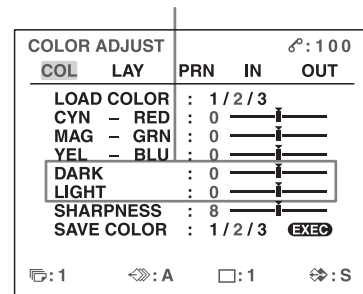 COLOR ADJUST :100
COL LAY PRN IN OUT
LOAD COLOR : 1/2/3
CYN – RED : 0
MAG – GRN : 0
YEL – BLU : 0
DARK : 0
LIGHT : 0
SHARPNESS : 8
SAVE COLOR : 1/2/3 EXEC
:1 :A :1 :S